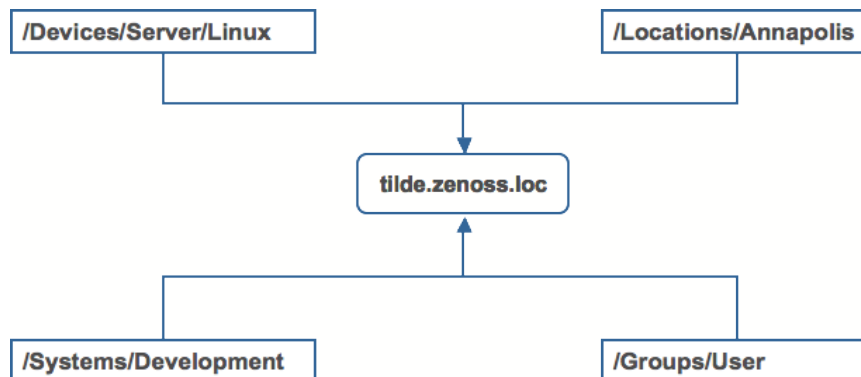 /Devices/Server/Linux
/Locations/Annapolis
tilde.zenoss.loc
/Systems/Development
/Groups/User